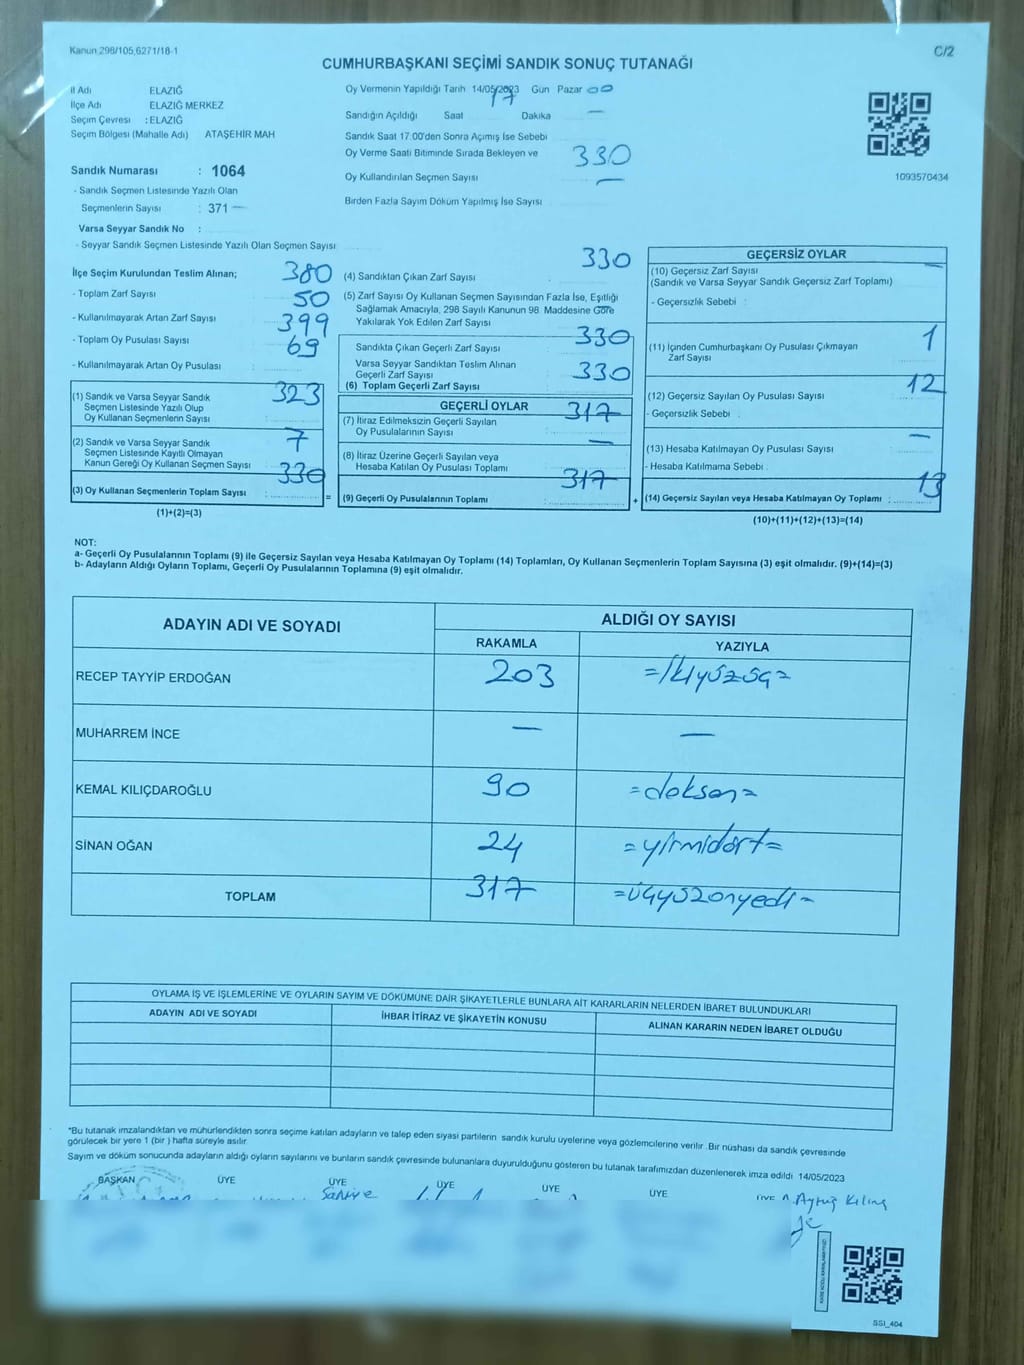 Kanun 298/105,6271/18-1
C/2
CUMHURBAŞKANI SEÇİMİ SANDIK SONUÇ TUTANAĞI
İl Adı ELAZIĞ
İlçe Adı ELAZIĞ MERKEZ
Seçim Çevresi : ELAZIĞ
Seçim Bölgesi (Mahalle Adı) ATAŞEHİR MAH
Sandık Numarası : 1064
- Sandık Seçmen Listesinde Yazılı Olan
Seçmenlerin Sayısı : 371 —
Varsa Seyyar Sandık No :
- Seyyar Sandık Seçmen Listesinde Yazılı Olan Seçmen Sayısı
Oy Vermenin Yapıldığı Tarih 14/05/2023 Gün Pazar
Sandığın Açıldığı Saat 17 Dakika 00
Sandık Saat 17.00'den Sonra Açımış İse Sebebi —
Oy Verme Saati Bitiminde Sırada Bekleyen ve
Oy Kullandırılan Seçmen Sayısı 330
Birden Fazla Sayım Döküm Yapılmış İse Sayısı —
1093570434
İlçe Seçim Kurulundan Teslim Alınan;
- Toplam Zarf Sayısı 380
- Kullanılmayarak Artan Zarf Sayısı 50
- Toplam Oy Pusulası Sayısı 399
- Kullanılmayarak Artan Oy Pusulası 69
(1) Sandık ve Varsa Seyyar Sandık
Seçmen Listesinde Yazılı Olup
Oy Kullanan Seçmenlerin Sayısı 323
(2) Sandık ve Varsa Seyyar Sandık
Seçmen Listesinde Kayıtlı Olmayan
Kanun Gereği Oy Kullanan Seçmen Sayısı 7
(3) Oy Kullanan Seçmenlerin Toplam Sayısı : 330
(1)+(2)=(3)
(4) Sandıktan Çıkan Zarf Sayısı 330
(5) Zarf Sayısı Oy Kullanan Seçmen Sayısından Fazla İse, Eşitliği
Sağlamak Amacıyla, 298 Sayılı Kanunun 98. Maddesine Göre
Yakılarak Yok Edilen Zarf Sayısı —
Sandıkta Çıkan Geçerli Zarf Sayısı 330
Varsa Seyyar Sandıktan Teslim Alınan
Geçerli Zarf Sayısı
(6) Toplam Geçerli Zarf Sayısı 330
GEÇERLİ OYLAR
(7) İtiraz Edilmeksizin Geçerli Sayılan
Oy Pusulalarının Sayısı 317
(8) İtiraz Üzerine Geçerli Sayılan veya
Hesaba Katılan Oy Pusulası Toplamı —
= (9) Geçerli Oy Pusulalarının Toplamı : 317
GEÇERSİZ OYLAR
(10) Geçersiz Zarf Sayısı —
(Sandık ve Varsa Seyyar Sandık Geçersiz Zarf Toplamı)
- Geçersizlik Sebebi :
(11) İçinden Cumhurbaşkanı Oy Pusulası Çıkmayan
Zarf Sayısı 1
(12) Geçersiz Sayılan Oy Pusulası Sayısı 12
- Geçersizlik Sebebi :
(13) Hesaba Katılmayan Oy Pusulası Sayısı —
- Hesaba Katılmama Sebebi :
+ (14) Geçersiz Sayılan veya Hesaba Katılmayan Oy Toplamı : 13
(10)+(11)+(12)+(13)=(14)
NOT:
a- Geçerli Oy Pusulalarının Toplamı (9) ile Geçersiz Sayılan veya Hesaba Katılmayan Oy Toplamı (14) Toplamları, Oy Kullanan Seçmenlerin Toplam Sayısına (3) eşit olmalıdır. (9)+(14)=(3)
b- Adayların Aldığı Oyların Toplamı, Geçerli Oy Pusulalarının Toplamına (9) eşit olmalıdır.
ADAYIN ADI VE SOYADI ALDIĞI OY SAYISI
RAKAMLA YAZIYLA
RECEP TAYYİP ERDOĞAN 203 =İkiyüzüç=
MUHARREM İNCE — —
KEMAL KILIÇDAROĞLU 90 =doksan=
SİNAN OĞAN 24 =yirmidört=
TOPLAM 317 =üçyüzonyedi=
OYLAMA İŞ VE İŞLEMLERİNE VE OYLARIN SAYIM VE DÖKÜMÜNE DAİR ŞİKAYETLERLE BUNLARA AİT KARARLARIN NELERDEN İBARET BULUNDUKLARI
ADAYIN ADI VE SOYADI İHBAR İTİRAZ VE ŞİKAYETİN KONUSU ALINAN KARARIN NEDEN İBARET OLDUĞU
*Bu tutanak imzalandıktan ve mühürlendikten sonra seçime katılan adayların ve talep eden siyasi partilerin sandık kurulu üyelerine veya gözlemcilerine verilir .Bir nüshası da sandık çevresinde
görülecek bir yere 1 (bir ) hafta süreyle asılır.
Sayım ve döküm sonucunda adayların aldığı oyların sayılarını ve bunların sandık çevresinde bulunanlara duyurulduğunu gösteren bu tutanak tarafımızdan düzenlenerek imza edildi 14/05/2023
BAŞKAN ÜYE ÜYE ÜYE ÜYE ÜYE ÜYE
Saniye
SSI_404